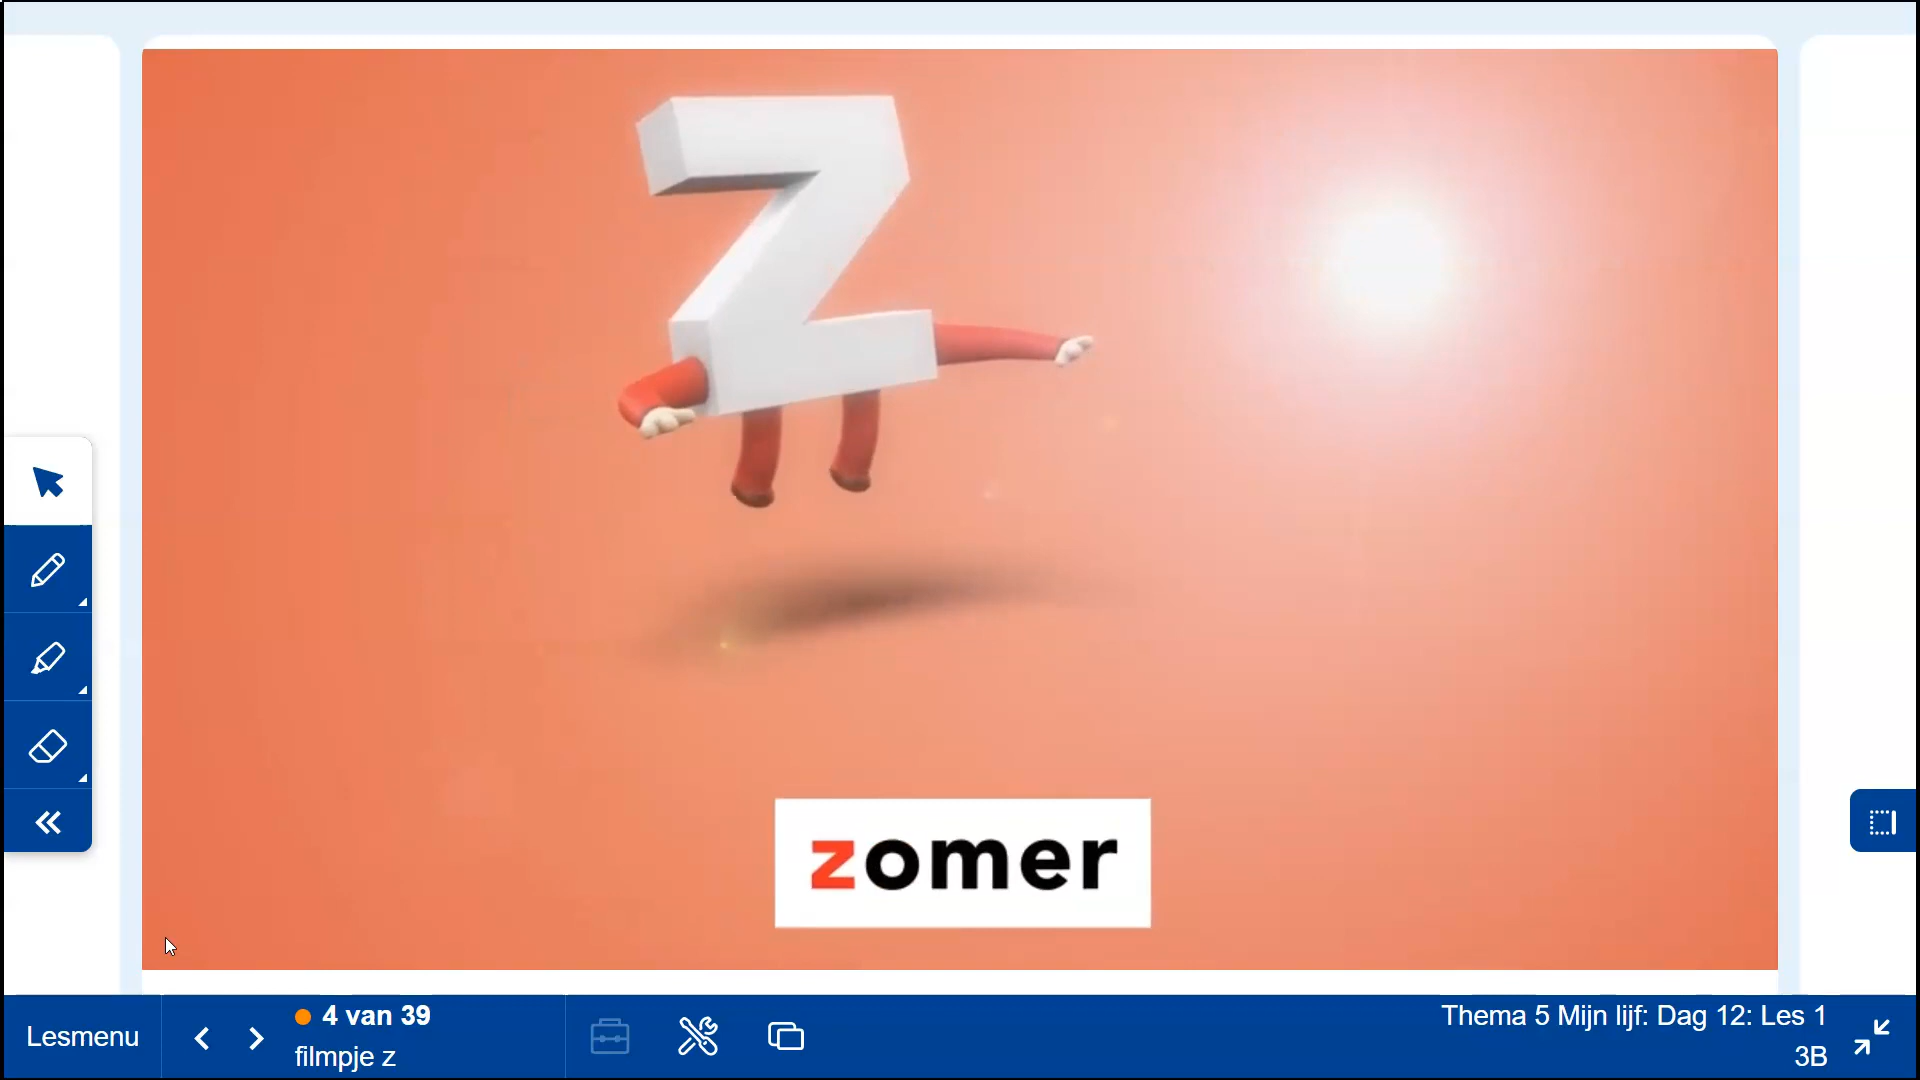 Z
zomer
Lesmenu
4 van 39
filmpje z
Thema 5 Mijn lijf: Dag 12: Les 1
3B